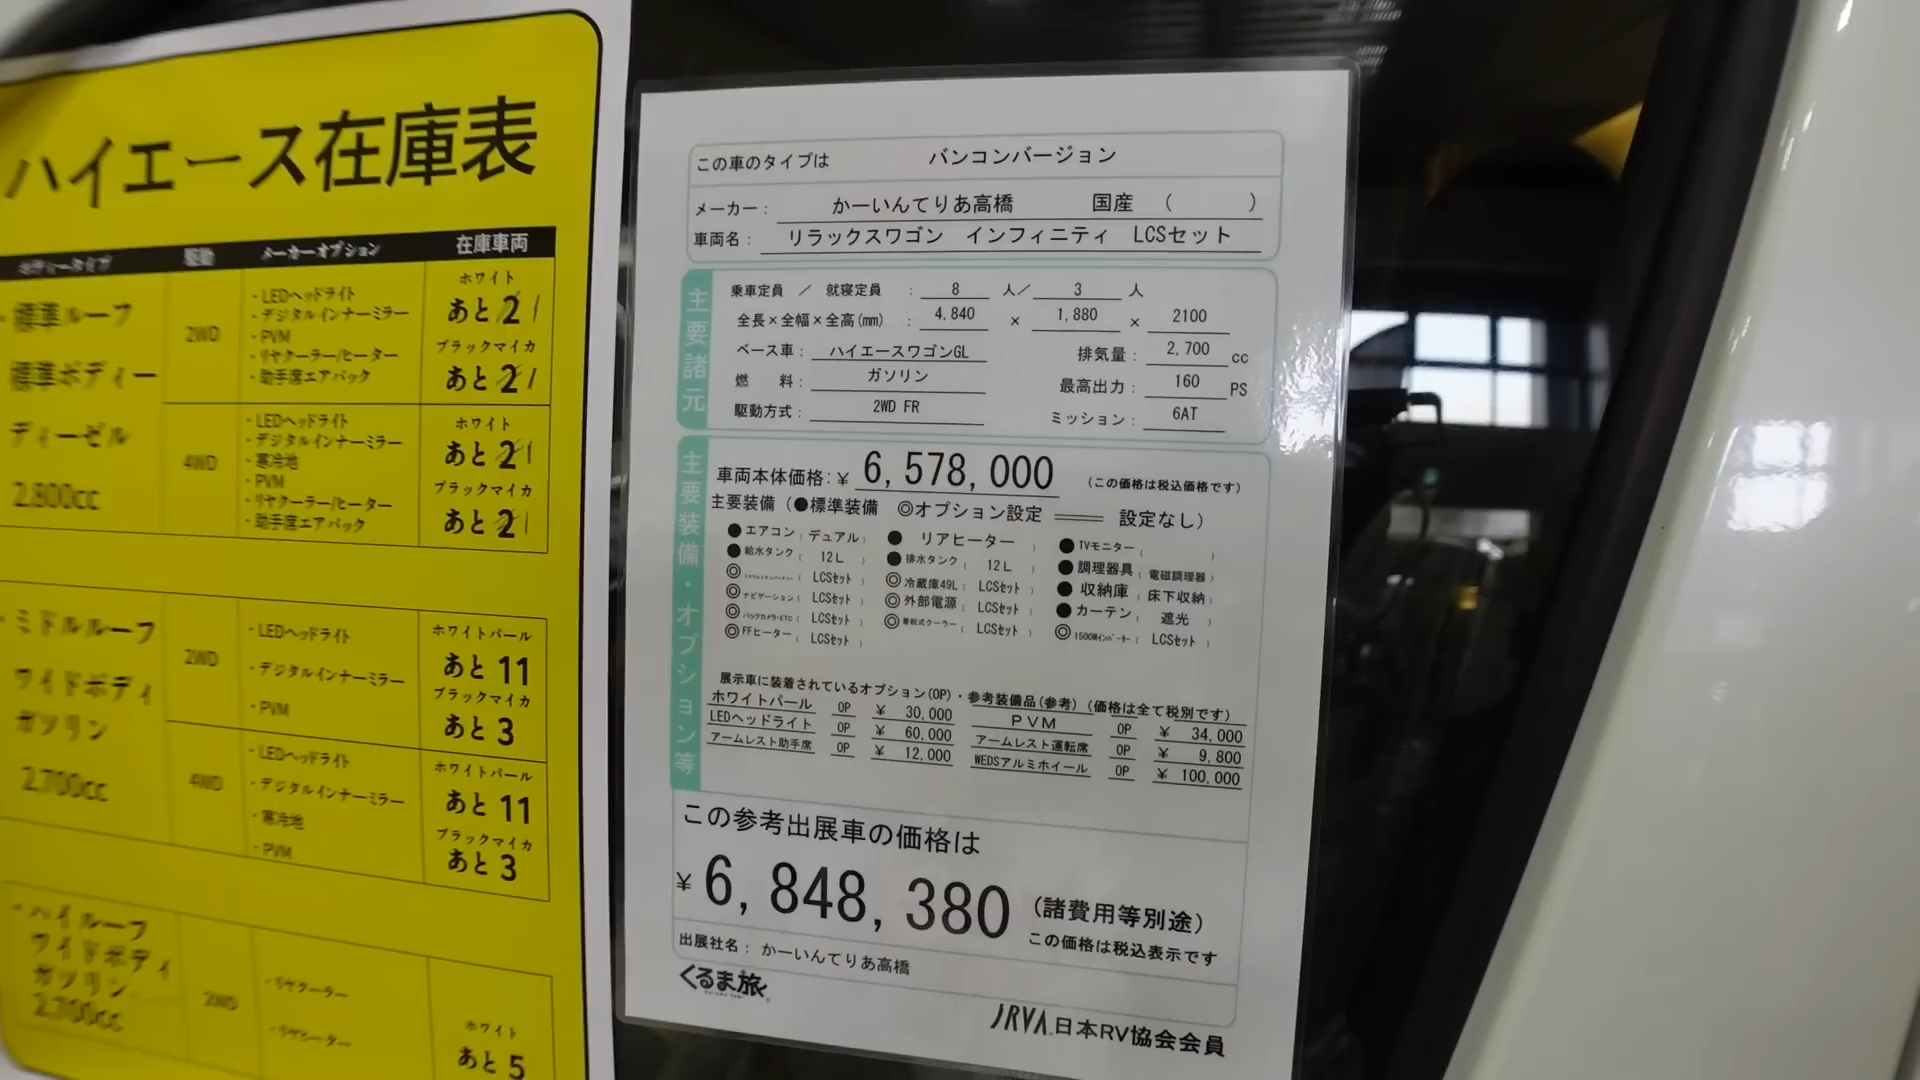 ハイエース在庫表
ボディータイプ 駆動 メーカーオプション 在庫車両
・標準ルーフ
標準ボディー
ディーゼル
2,800cc
2WD
・LEDヘッドライト
・デジタルインナーミラー
・PVM
・リヤクーラー/ヒーター
・助手席エアバック
ホワイト
あと 2 1
ブラックマイカ
あと 2 1
4WD
・LEDヘッドライト
・デジタルインナーミラー
・寒冷地
・PVM
・リヤクーラー/ヒーター
・助手席エアバック
ホワイト
あと 2 1
ブラックマイカ
あと 2 1
・ミドルルーフ
ワイドボディ
ガソリン
2,700cc
2WD
・LEDヘッドライト
・デジタルインナーミラー
・PVM
ホワイトパール
あと 11
ブラックマイカ
あと 3
4WD
・LEDヘッドライト
・デジタルインナーミラー
・寒冷地
・PVM
ホワイトパール
あと 11
ブラックマイカ
あと 3
・ハイルーフ
ワイドボディ
ガソリン
2,700cc
2WD
・リヤクーラー
・リヤヒーター
ホワイト
あと 5
この車のタイプは バンコンバージョン
メーカー: かーいんてりあ高橋 国産 ( )
車両名: リラックスワゴン インフィニティ LCSセット
主要諸元
乗車定員 / 就寝定員 : 8 人/ 3 人
全長×全幅×全高(mm) : 4,840 × 1,880 × 2100
ベース車: ハイエースワゴンGL 排気量: 2,700 cc
燃 料: ガソリン 最高出力: 160 PS
駆動方式: 2WD FR ミッション: 6AT
主要装備・オプション等
車両本体価格:¥ 6,578,000 (この価格は税込価格です)
主要装備 (●標準装備 ◎オプション設定 ══ 設定なし)
●エアコン( デュアル) ● リアヒーター ) ●TVモニター( )
●給水タンク( 12L ) ●排水タンク( 12L ) ●調理器具( 電磁調理器 )
◎ ( LCSセット ) ◎冷蔵庫49L( LCSセット ) ●収納庫( 床下収納)
◎ナビゲーション( LCSセット ) ◎外部電源( LCSセット ) ●カーテン( 遮光 )
◎バックカメラ・ETC( LCSセット ) ◎着脱式クーラー( LCSセット ) ◎1500Wインバーター( LCSセット )
◎FFヒーター( LCSセット )
展示車に装着されているオプション(OP)・参考装備品(参考) (価格は全て税別です)
ホワイトパール OP ¥ 30,000 PVM OP ¥ 34,000
LEDヘッドライト OP ¥ 60,000 アームレスト運転席 OP ¥ 9,800
アームレスト助手席 OP ¥ 12,000 WEDSアルミホイール OP ¥ 100,000
この参考出展車の価格は
¥ 6,848,380 (諸費用等別途)
この価格は税込表示です
出展社名: かーいんてりあ高橋
くるま旅
JRVA 日本RV協会会員